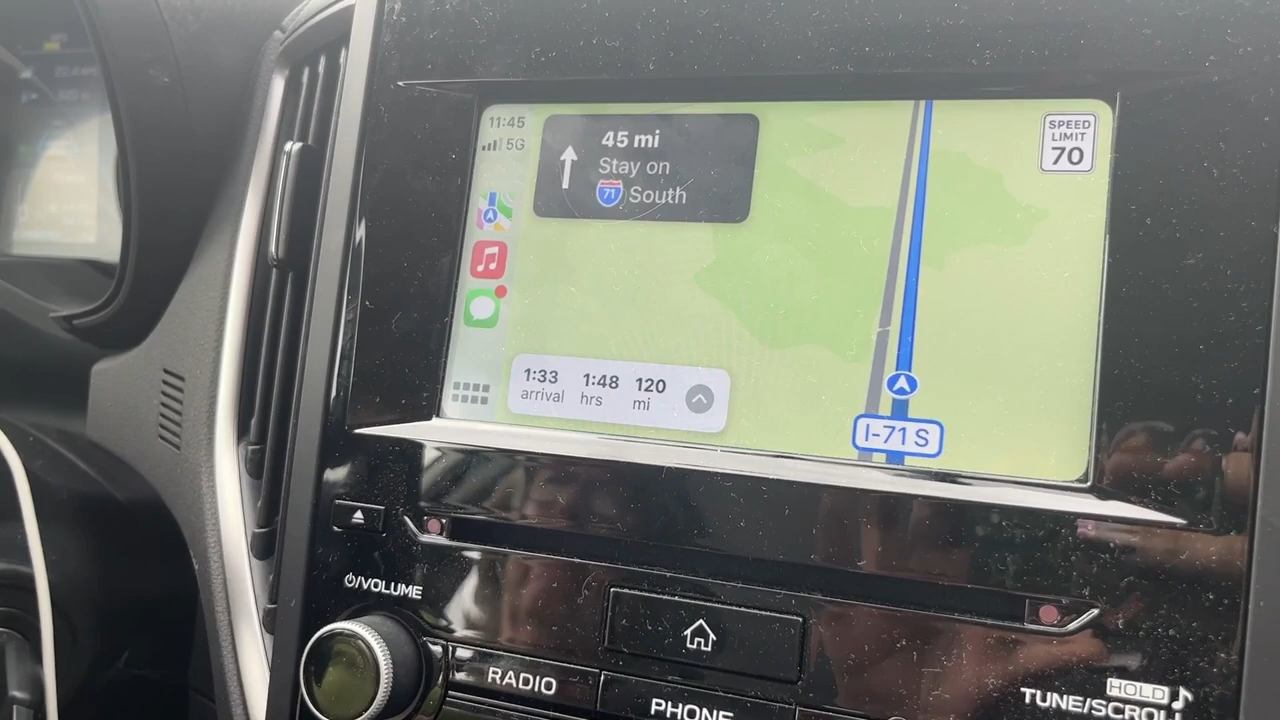 11:45
5G
45 mi
Stay on
71 South
SPEED
LIMIT
70
1:33 1:48 120
arrival hrs mi
I-71 S
/VOLUME
RADIO
PHONE
HOLD
TUNE/SCROLL